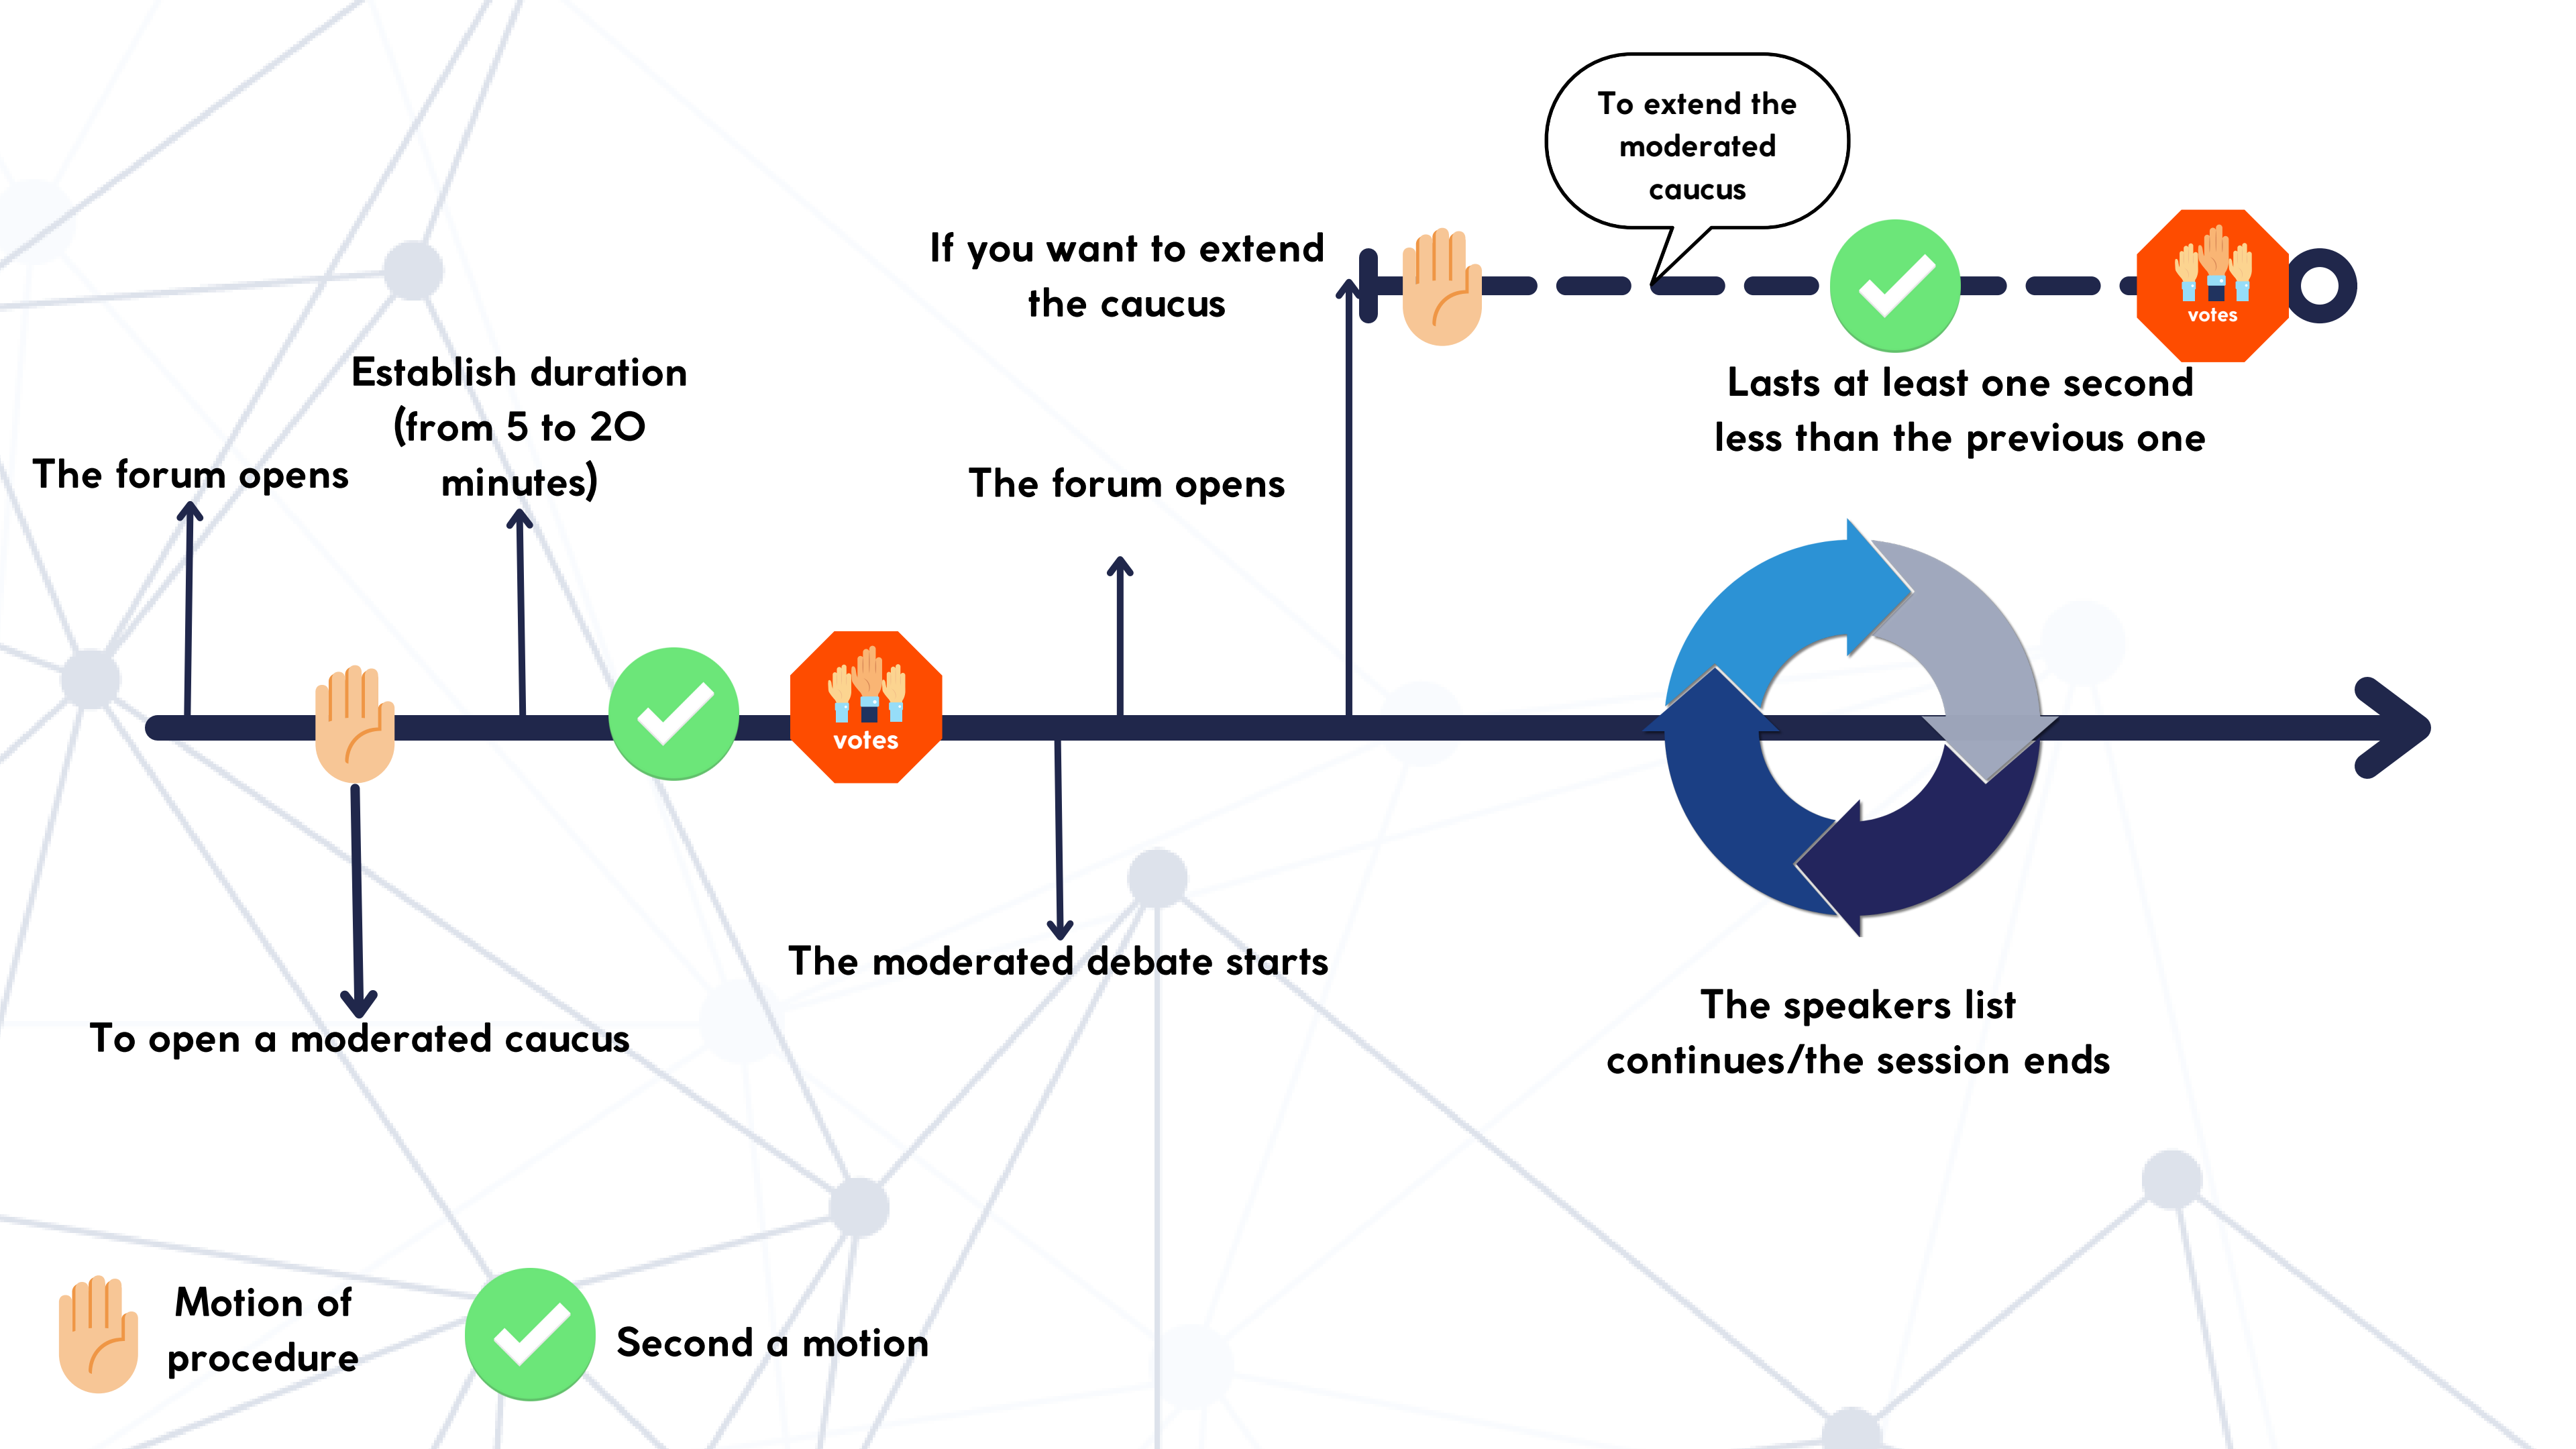 To extend the
moderated
caucus
If you want to extend
the caucus
votes
Lasts at least one second
less than the previous one
Establish duration
(from 5 to 20
minutes)
The forum opens
The forum opens
votes
The moderated debate starts
To open a moderated caucus
The speakers list
continues/the session ends
Motion of
procedure
Second a motion